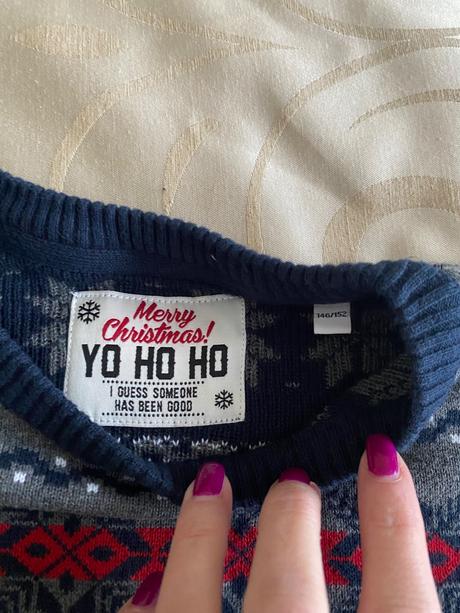 Merry
Christmas!
YO HO HO
I GUESS SOMEONE
HAS BEEN GOOD
146/152